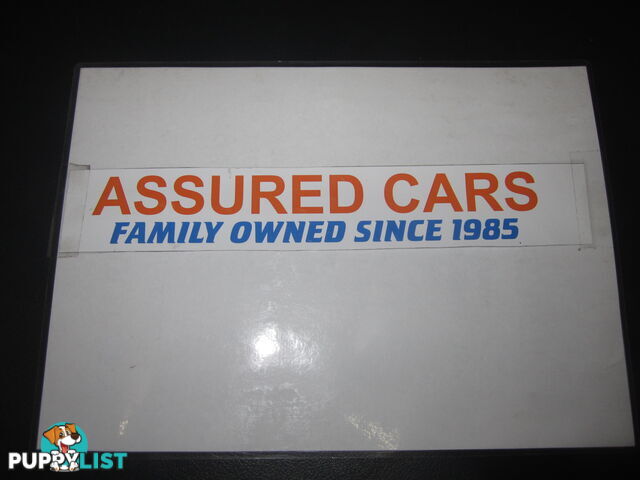 ASSURED CARS
FAMILY OWNED SINCE 1985
PUPPYLIST